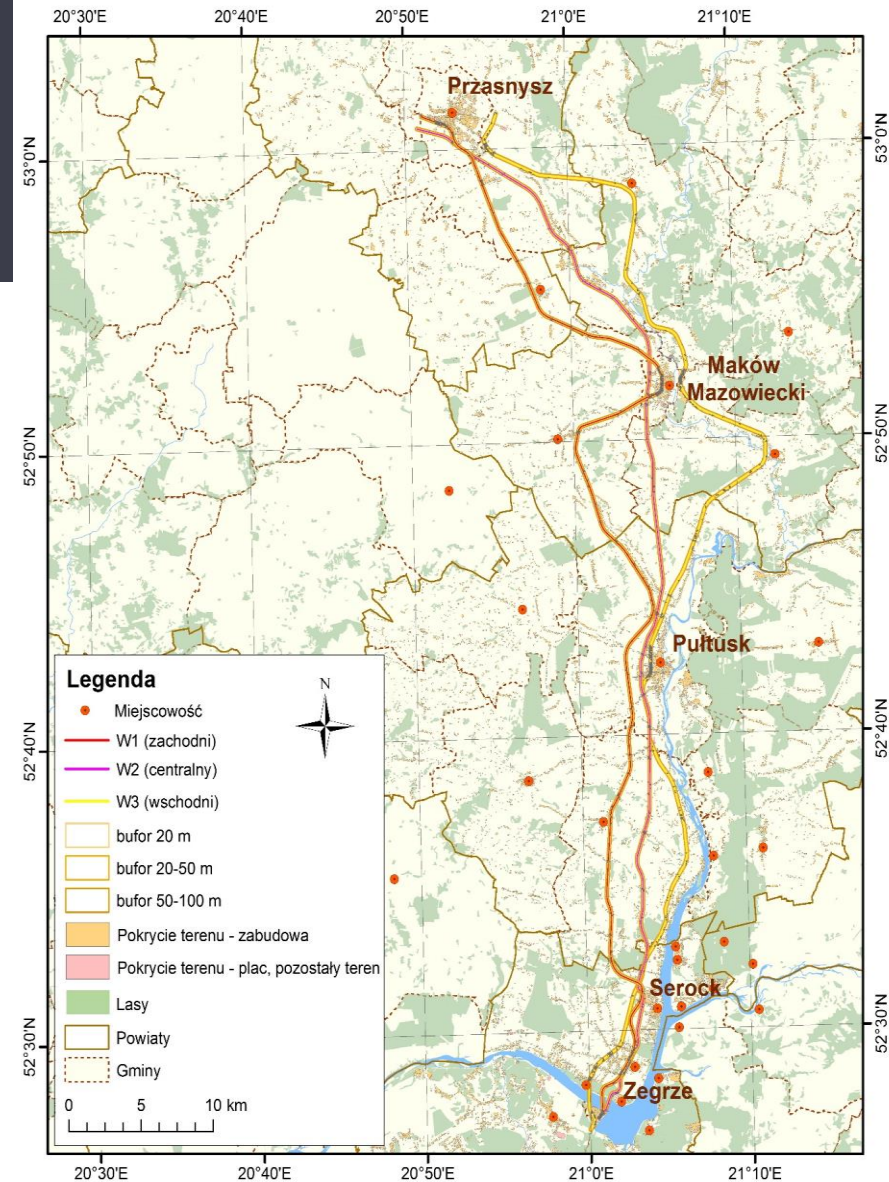 20°30'E 20°40'E 20°50'E 21°0'E 21°10'E
Przasnysz
53°0'N
53°0'N
Maków
Mazowiecki
52°50'N
52°50'N
Pułtusk
52°40'N
52°40'N
Legenda
N
Miejscowość
W1 (zachodni)
W2 (centralny)
W3 (wschodni)
bufor 20 m
bufor 20-50 m
bufor 50-100 m
Pokrycie terenu - zabudowa
Pokrycie terenu - plac, pozostały teren
Lasy
Powiaty
Gminy
0 5 10 km
Serock
52°30'N
52°30'N
Zegrze
20°30'E 20°40'E 20°50'E 21°0'E 21°10'E